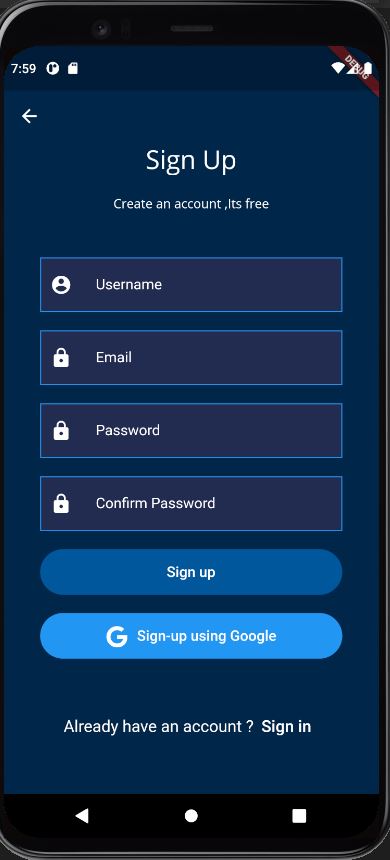 7:59
DEBUG
Sign Up
Create an account ,Its free
Username
Email
Password
Confirm Password
Sign up
Sign-up using Google
Already have an account ? Sign in